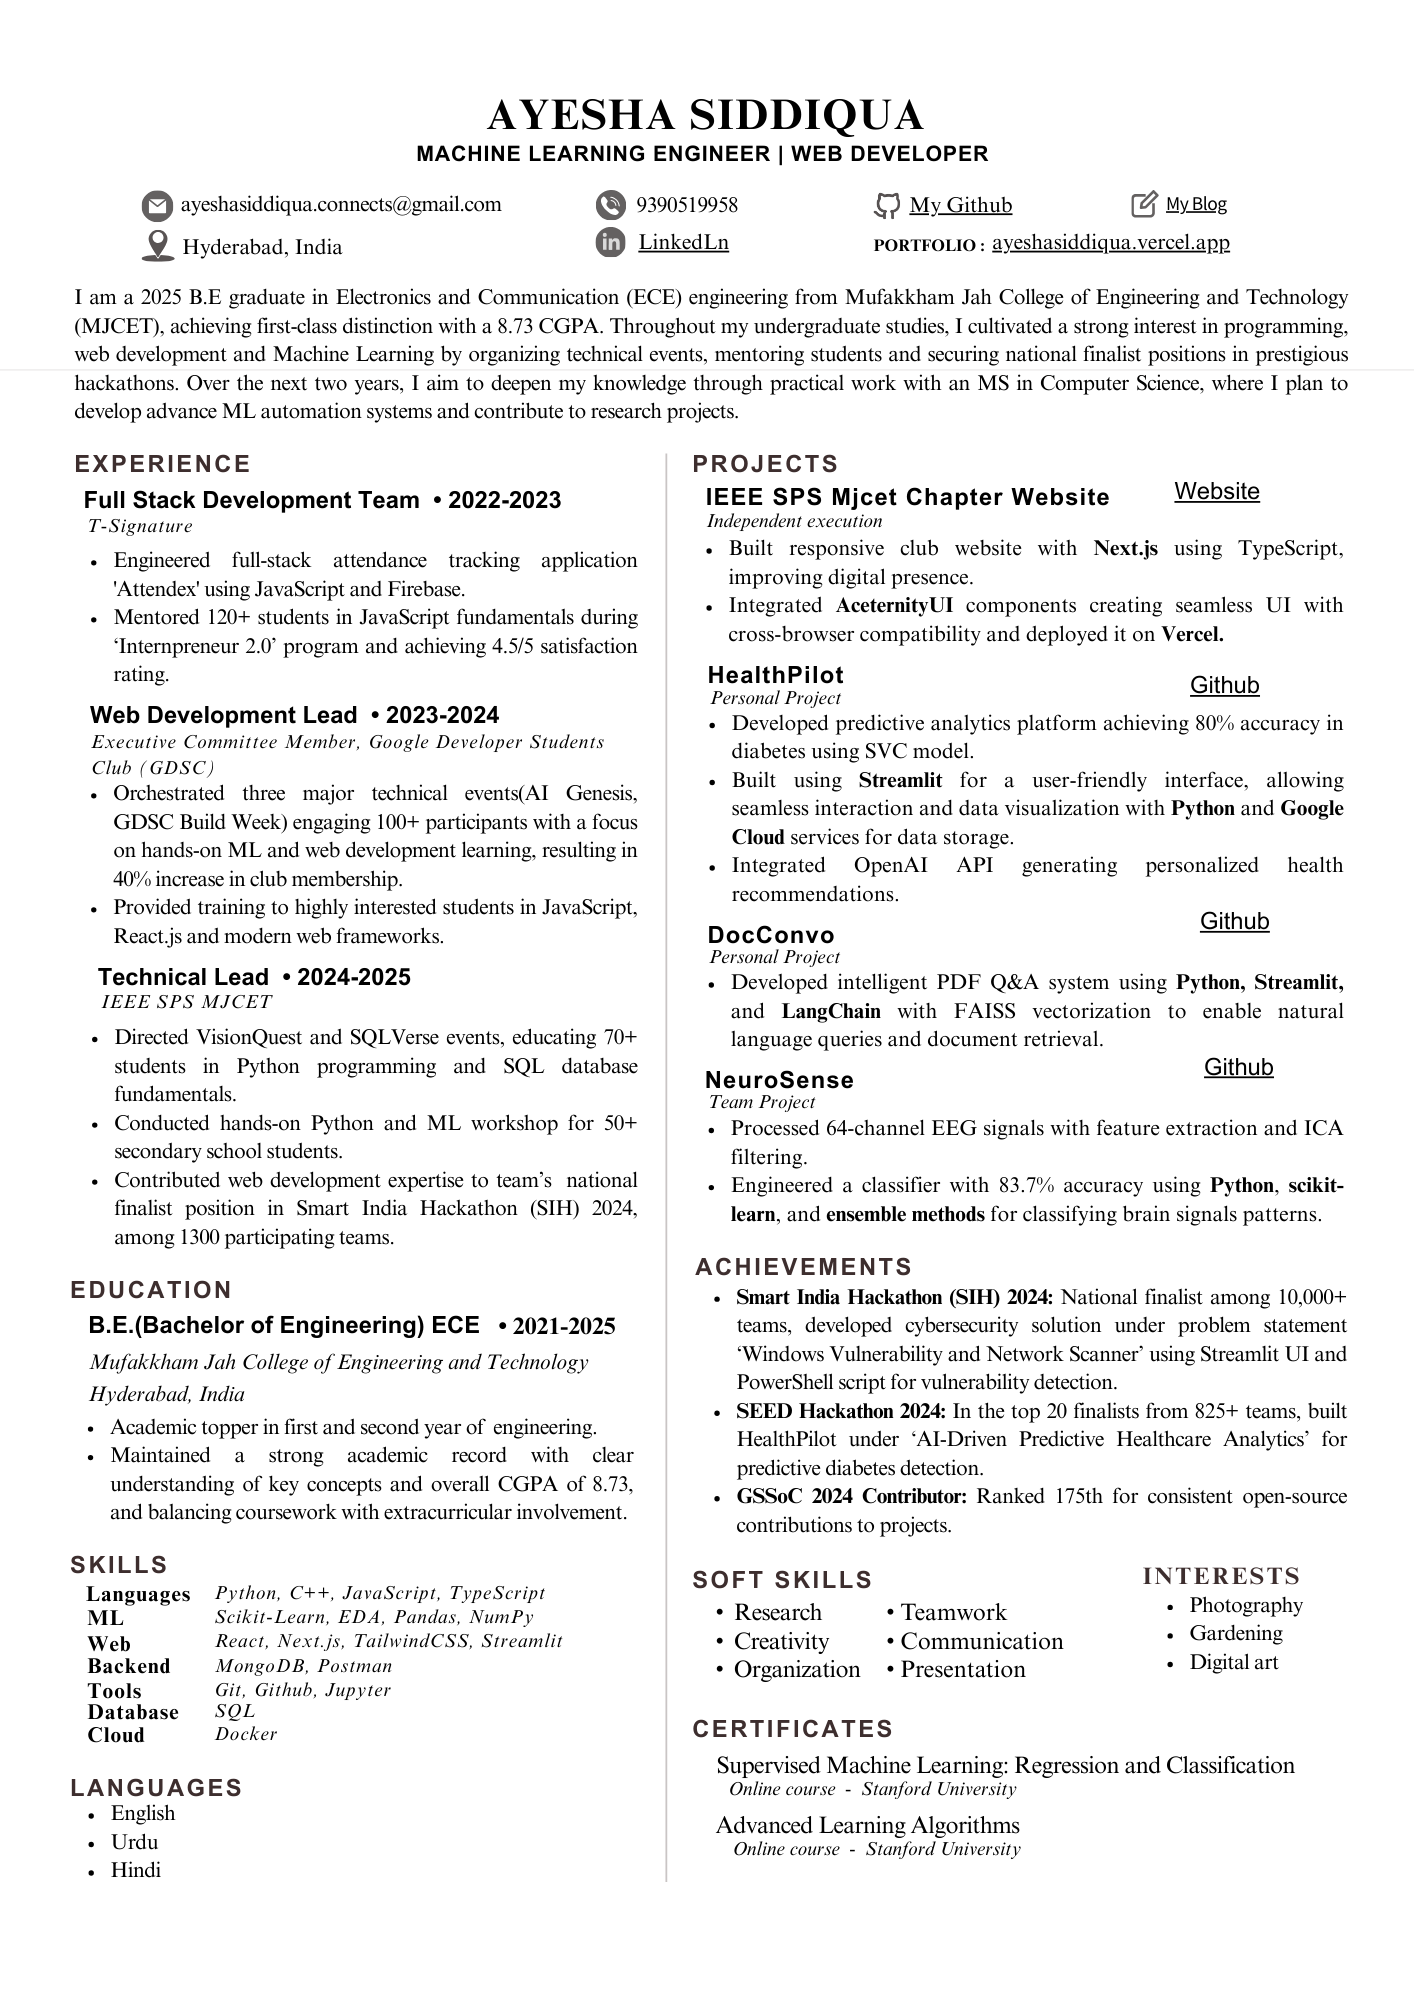 AYESHA SIDDIQUA
MACHINE LEARNING ENGINEER | WEB DEVELOPER
ayeshasiddiqua.connects@gmail.com
9390519958
My Github
My Blog
Hyderabad, India
LinkedLn
PORTFOLIO : ayeshasiddiqua.vercel.app
I am a 2025 B.E graduate in Electronics and Communication (ECE) engineering from Mufakkham Jah College of Engineering and Technology
(MJCET), achieving first-class distinction with a 8.73 CGPA. Throughout my undergraduate studies, I cultivated a strong interest in programming,
web development and Machine Learning by organizing technical events, mentoring students and securing national finalist positions in prestigious
hackathons. Over the next two years, I aim to deepen my knowledge through practical work with an MS in Computer Science, where I plan to
develop advance ML automation systems and contribute to research projects.
EXPERIENCE
Full Stack Development Team • 2022-2023
T-Signature
• Engineered full-stack attendance tracking application
'Attendex' using JavaScript and Firebase.
• Mentored 120+ students in JavaScript fundamentals during
‘Internpreneur 2.0’ program and achieving 4.5/5 satisfaction
rating.
Web Development Lead • 2023-2024
Executive Committee Member, Google Developer Students
Club (GDSC)
• Orchestrated three major technical events(AI Genesis,
GDSC Build Week) engaging 100+ participants with a focus
on hands-on ML and web development learning, resulting in
40% increase in club membership.
• Provided training to highly interested students in JavaScript,
React.js and modern web frameworks.
Technical Lead • 2024-2025
IEEE SPS MJCET
• Directed VisionQuest and SQLVerse events, educating 70+
students in Python programming and SQL database
fundamentals.
• Conducted hands-on Python and ML workshop for 50+
secondary school students.
• Contributed web development expertise to team’s national
finalist position in Smart India Hackathon (SIH) 2024,
among 1300 participating teams.
EDUCATION
B.E.(Bachelor of Engineering) ECE • 2021-2025
Mufakkham Jah College of Engineering and Technology
Hyderabad, India
• Academic topper in first and second year of engineering.
• Maintained a strong academic record with clear
understanding of key concepts and overall CGPA of 8.73,
and balancing coursework with extracurricular involvement.
SKILLS
Languages Python, C++, JavaScript, TypeScript
ML Scikit-Learn, EDA, Pandas, NumPy
Web React, Next.js, TailwindCSS, Streamlit
Backend MongoDB, Postman
Tools Git, Github, Jupyter
Database SQL
Cloud Docker
LANGUAGES
• English
• Urdu
• Hindi
PROJECTS
IEEE SPS Mjcet Chapter Website Website
Independent execution
• Built responsive club website with Next.js using TypeScript,
improving digital presence.
• Integrated AceternityUI components creating seamless UI with
cross-browser compatibility and deployed it on Vercel.
HealthPilot Github
Personal Project
• Developed predictive analytics platform achieving 80% accuracy in
diabetes using SVC model.
• Built using Streamlit for a user-friendly interface, allowing
seamless interaction and data visualization with Python and Google
Cloud services for data storage.
• Integrated OpenAI API generating personalized health
recommendations.
DocConvo Github
Personal Project
• Developed intelligent PDF Q&A system using Python, Streamlit,
and LangChain with FAISS vectorization to enable natural
language queries and document retrieval.
NeuroSense Github
Team Project
• Processed 64-channel EEG signals with feature extraction and ICA
filtering.
• Engineered a classifier with 83.7% accuracy using Python, scikit-
learn, and ensemble methods for classifying brain signals patterns.
ACHIEVEMENTS
• Smart India Hackathon (SIH) 2024: National finalist among 10,000+
teams, developed cybersecurity solution under problem statement
‘Windows Vulnerability and Network Scanner’ using Streamlit UI and
PowerShell script for vulnerability detection.
• SEED Hackathon 2024: In the top 20 finalists from 825+ teams, built
HealthPilot under ‘AI-Driven Predictive Healthcare Analytics’ for
predictive diabetes detection.
• GSSoC 2024 Contributor: Ranked 175th for consistent open-source
contributions to projects.
SOFT SKILLS
• Research • Teamwork
• Creativity • Communication
• Organization • Presentation
INTERESTS
• Photography
• Gardening
• Digital art
CERTIFICATES
Supervised Machine Learning: Regression and Classification
Online course - Stanford University
Advanced Learning Algorithms
Online course - Stanford University